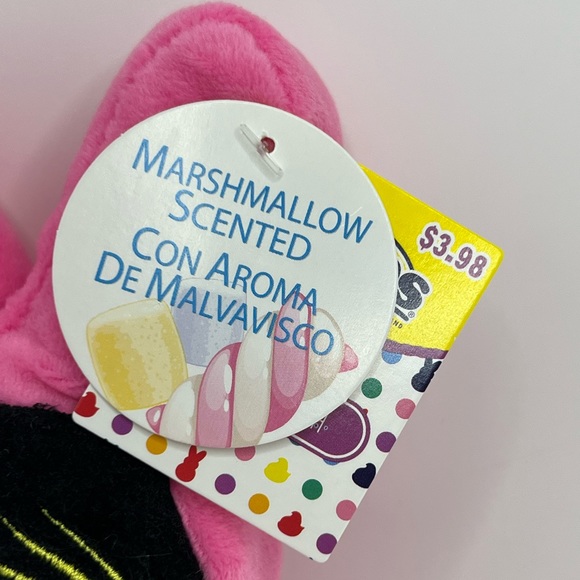 MARSHMALLOW
SCENTED
CON AROMA
DE MALVAVISCO
$3.98